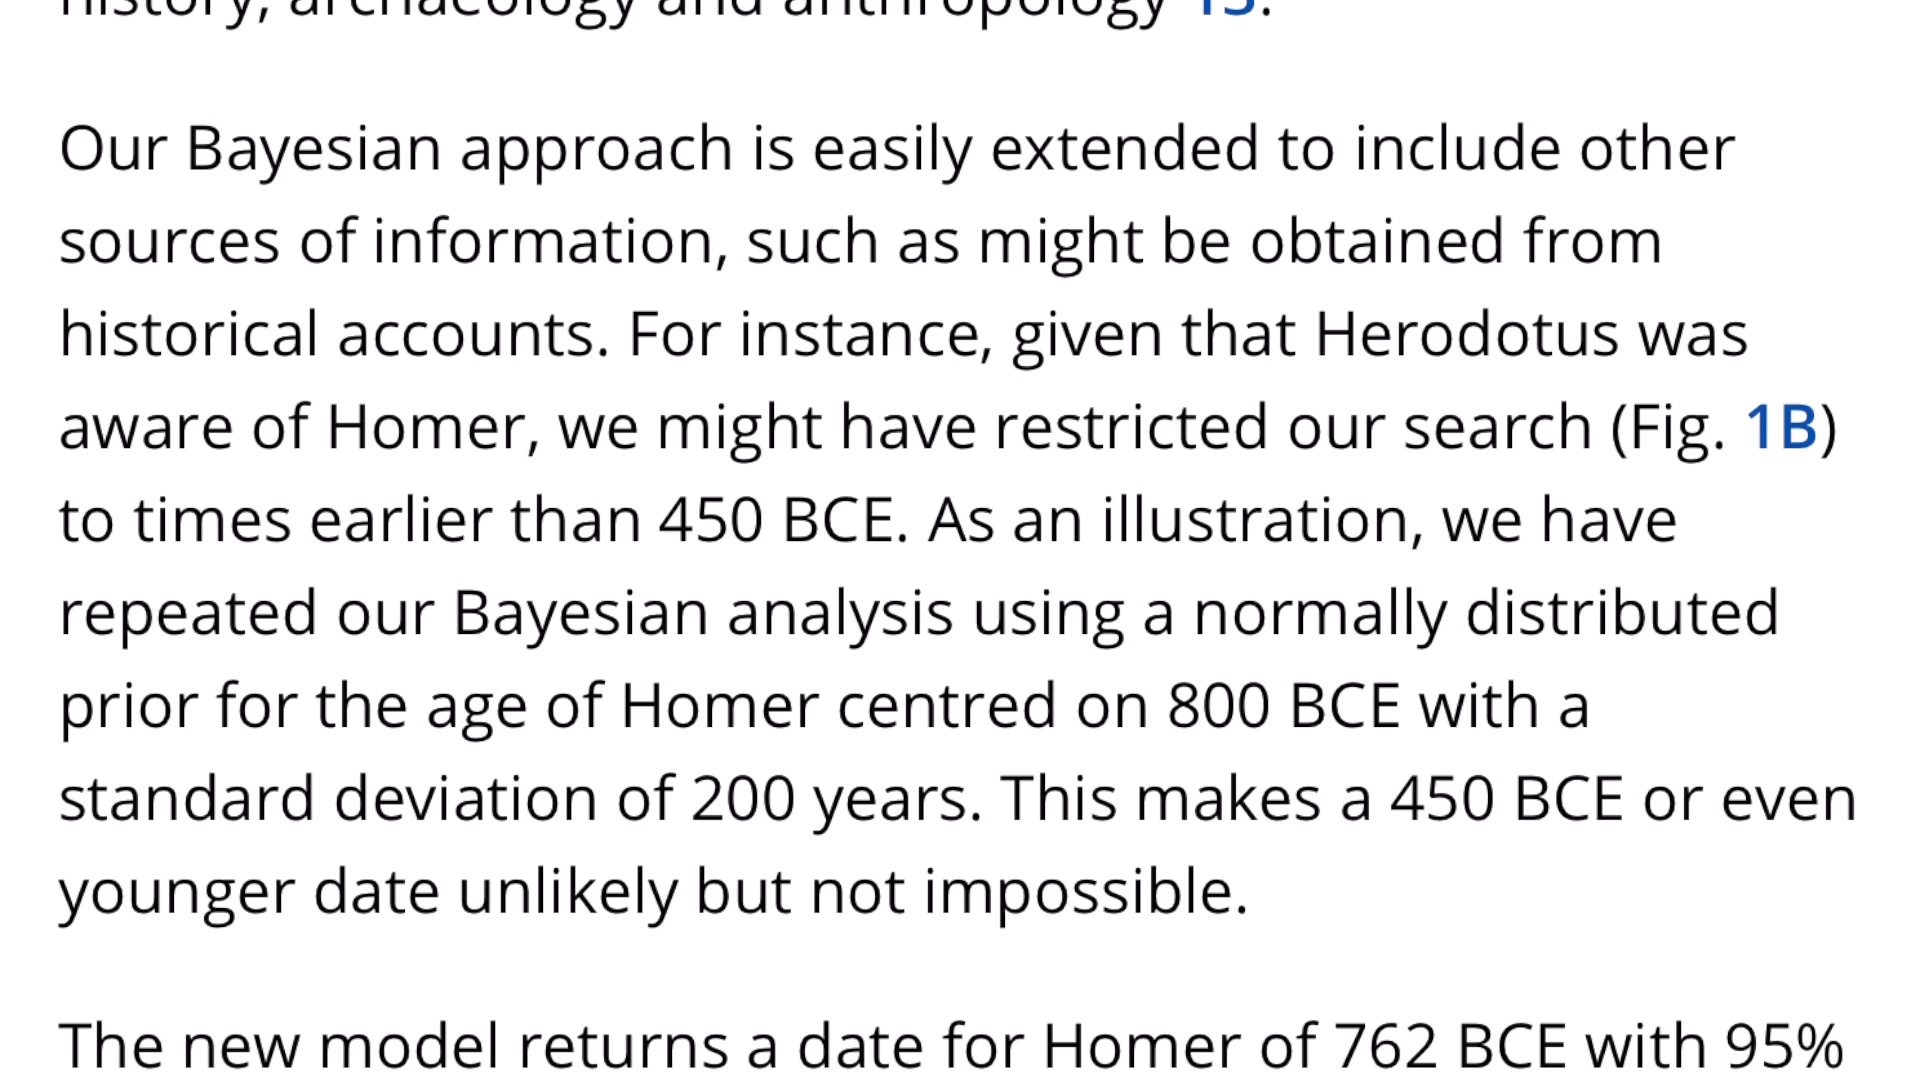 history, archaeology and anthropology 13.
Our Bayesian approach is easily extended to include other
sources of information, such as might be obtained from
historical accounts. For instance, given that Herodotus was
aware of Homer, we might have restricted our search (Fig. 1B)
to times earlier than 450 BCE. As an illustration, we have
repeated our Bayesian analysis using a normally distributed
prior for the age of Homer centred on 800 BCE with a
standard deviation of 200 years. This makes a 450 BCE or even
younger date unlikely but not impossible.
The new model returns a date for Homer of 762 BCE with 95%